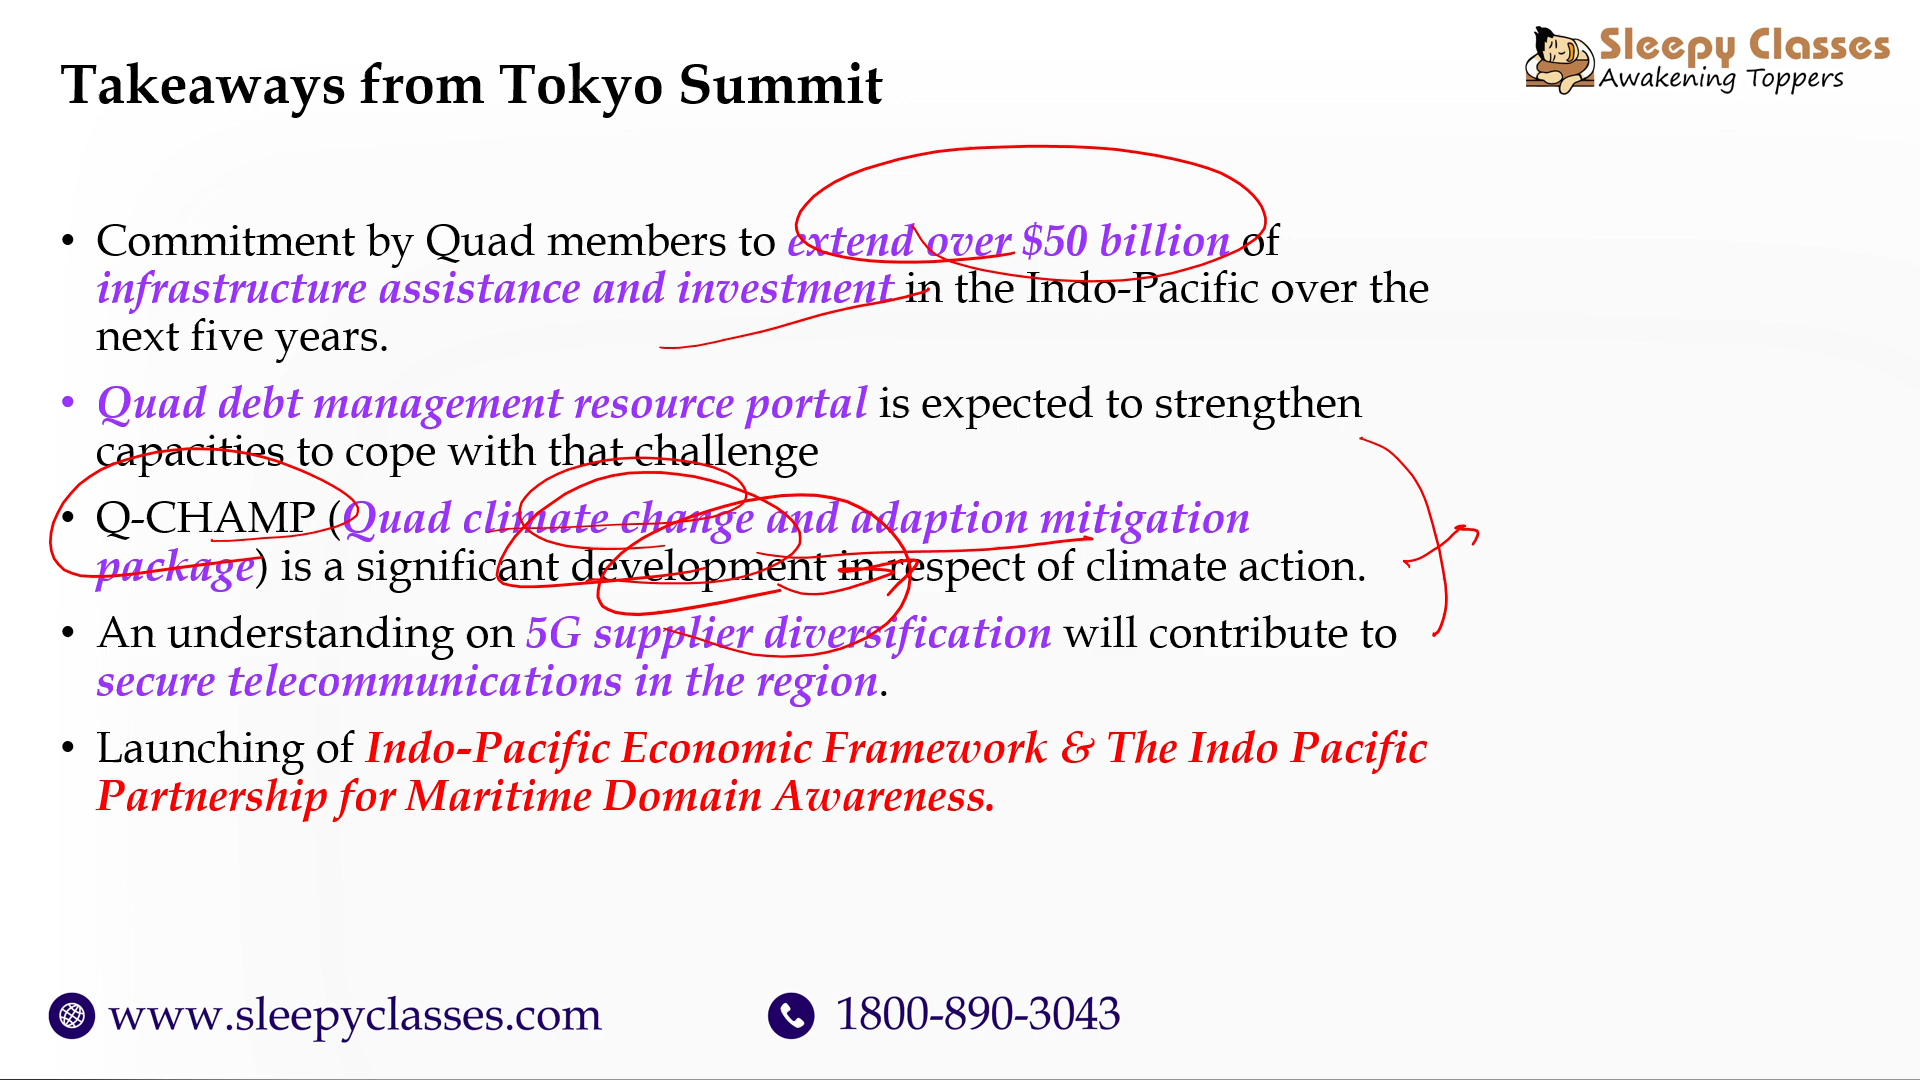 Takeaways from Tokyo Summit
Sleepy Classes
Awakening Toppers
• Commitment by Quad members to extend over $50 billion of
infrastructure assistance and investment in the Indo-Pacific over the
next five years.
• Quad debt management resource portal is expected to strengthen
capacities to cope with that challenge
• Q-CHAMP (Quad climate change and adaption mitigation
package) is a significant development in respect of climate action.
• An understanding on 5G supplier diversification will contribute to
secure telecommunications in the region.
• Launching of Indo-Pacific Economic Framework & The Indo Pacific
Partnership for Maritime Domain Awareness.
www.sleepyclasses.com
1800-890-3043